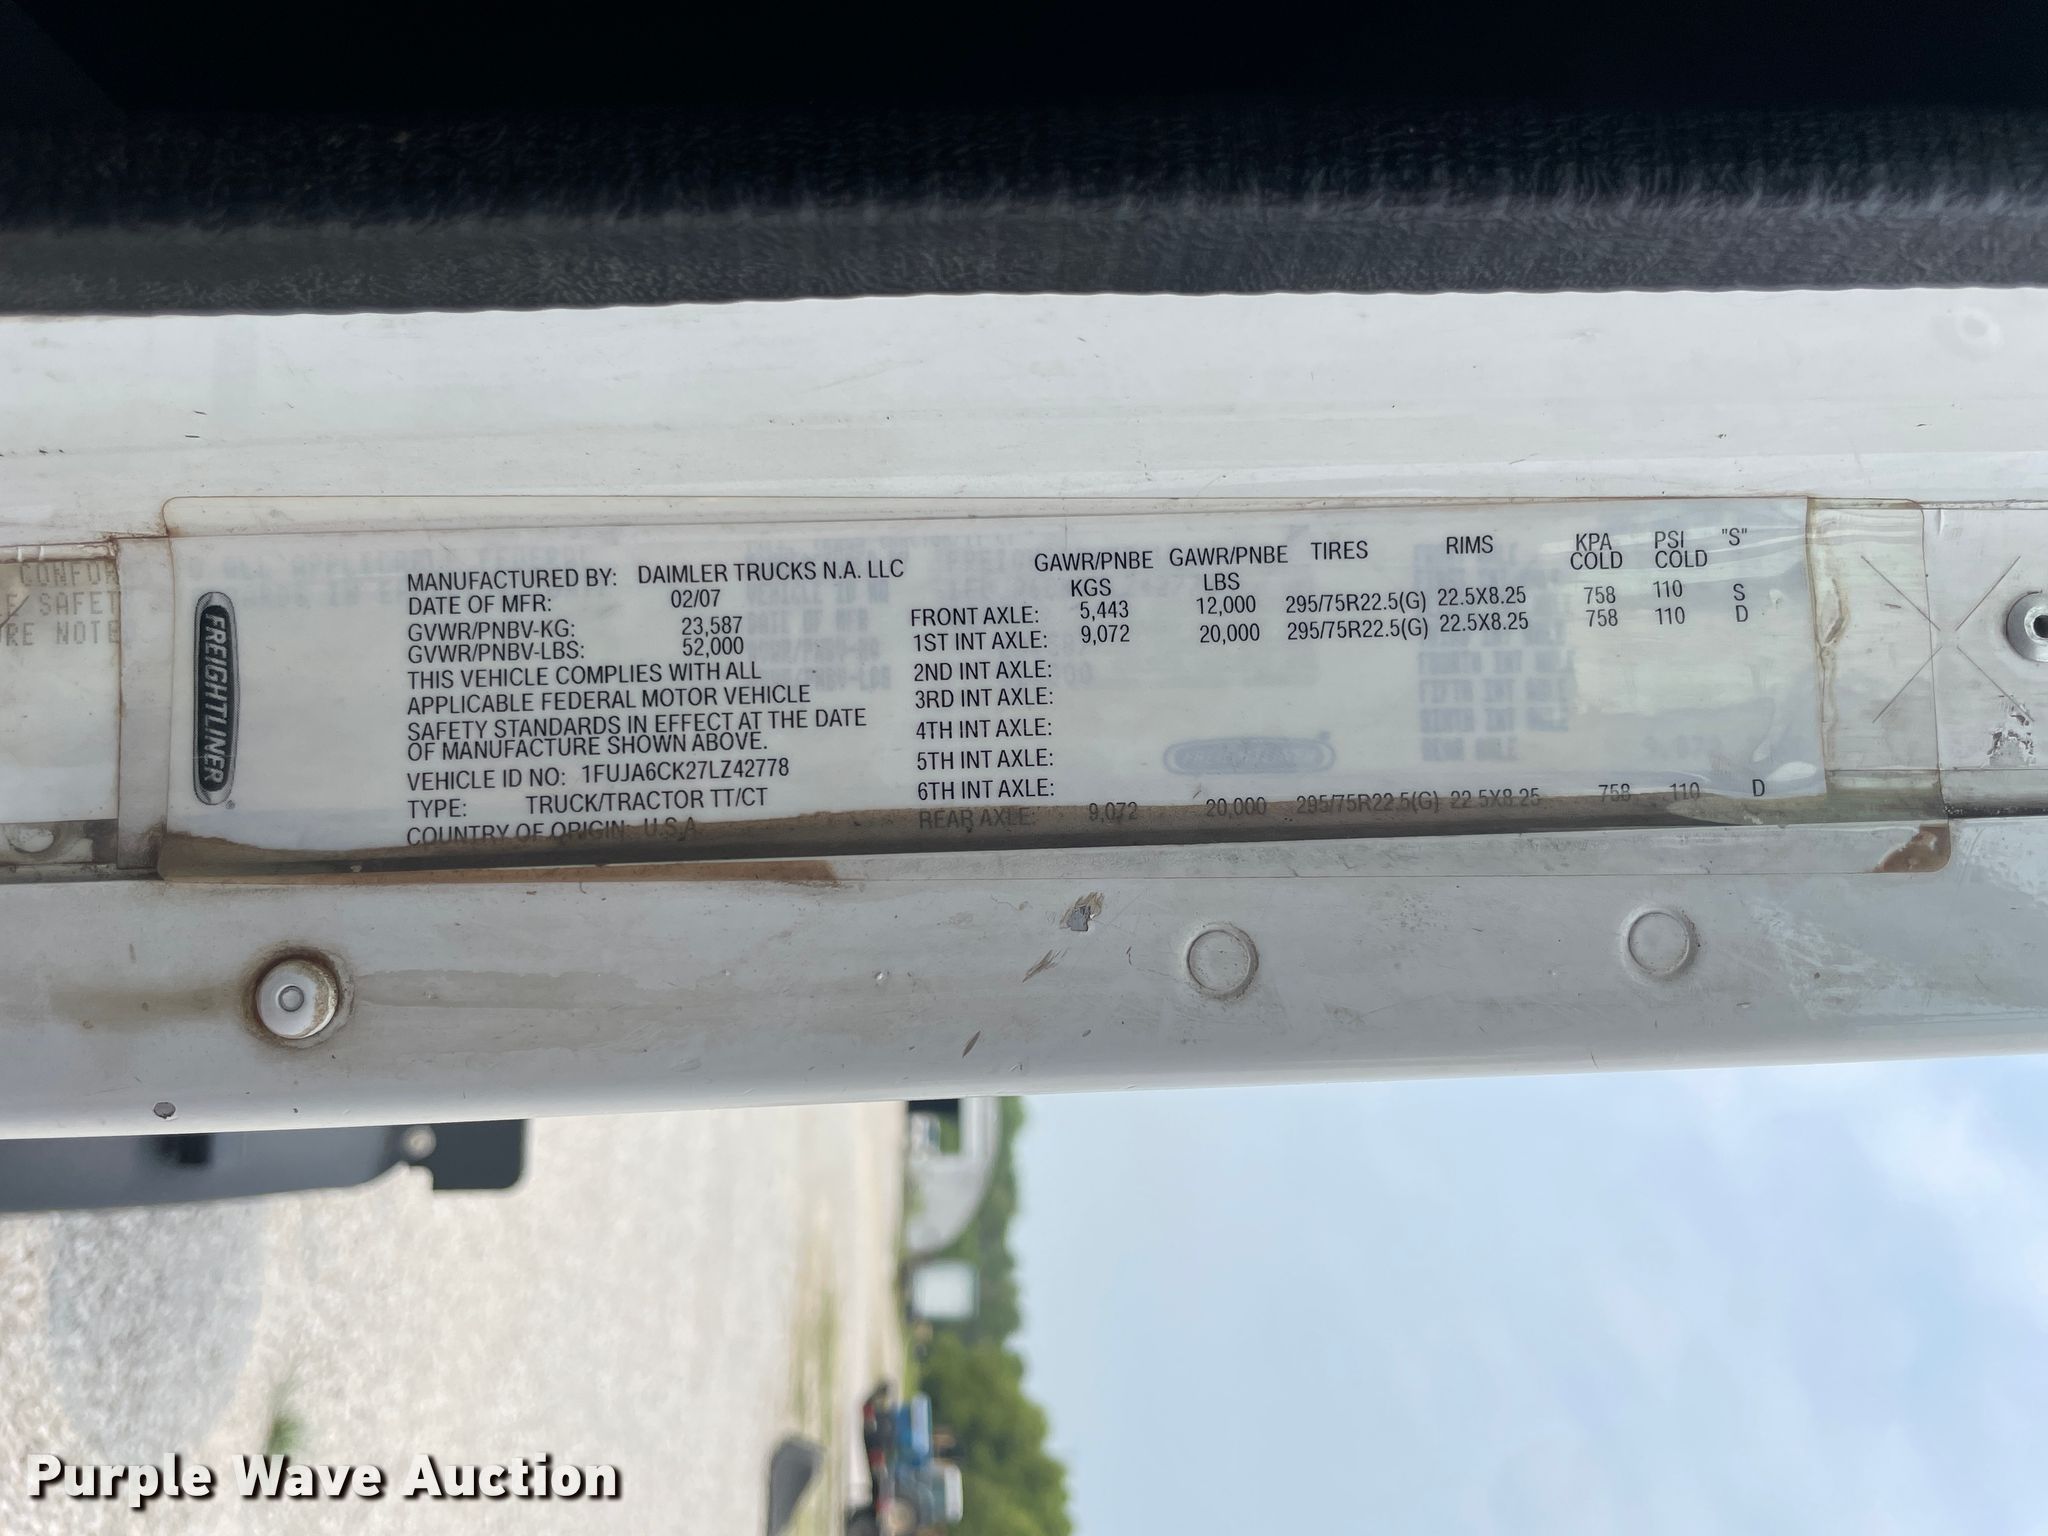 CONFOR
E SAFET
RE NOTE
FREIGHTLINER
MANUFACTURED BY: DAIMLER TRUCKS N.A. LLC
DATE OF MFR: 02/07
GVWR/PNBV-KG: 23,587
GVWR/PNBV-LBS: 52,000
THIS VEHICLE COMPLIES WITH ALL
APPLICABLE FEDERAL MOTOR VEHICLE
SAFETY STANDARDS IN EFFECT AT THE DATE
OF MANUFACTURE SHOWN ABOVE.
VEHICLE ID NO: 1FUJA6CK27LZ42778
TYPE: TRUCK/TRACTOR TT/CT
COUNTRY OF ORIGIN: U.S.A.
GAWR/PNBE GAWR/PNBE TIRES RIMS KPA PSI "S"
KGS LBS COLD COLD
FRONT AXLE: 5,443 12,000 295/75R22.5(G) 22.5X8.25 758 110 S
1ST INT AXLE: 9,072 20,000 295/75R22.5(G) 22.5X8.25 758 110 D
2ND INT AXLE:
3RD INT AXLE:
4TH INT AXLE:
5TH INT AXLE:
6TH INT AXLE:
REAR AXLE: 9,072 20,000 295/75R22.5(G) 22.5X8.25 758 110 D
Purple Wave Auction